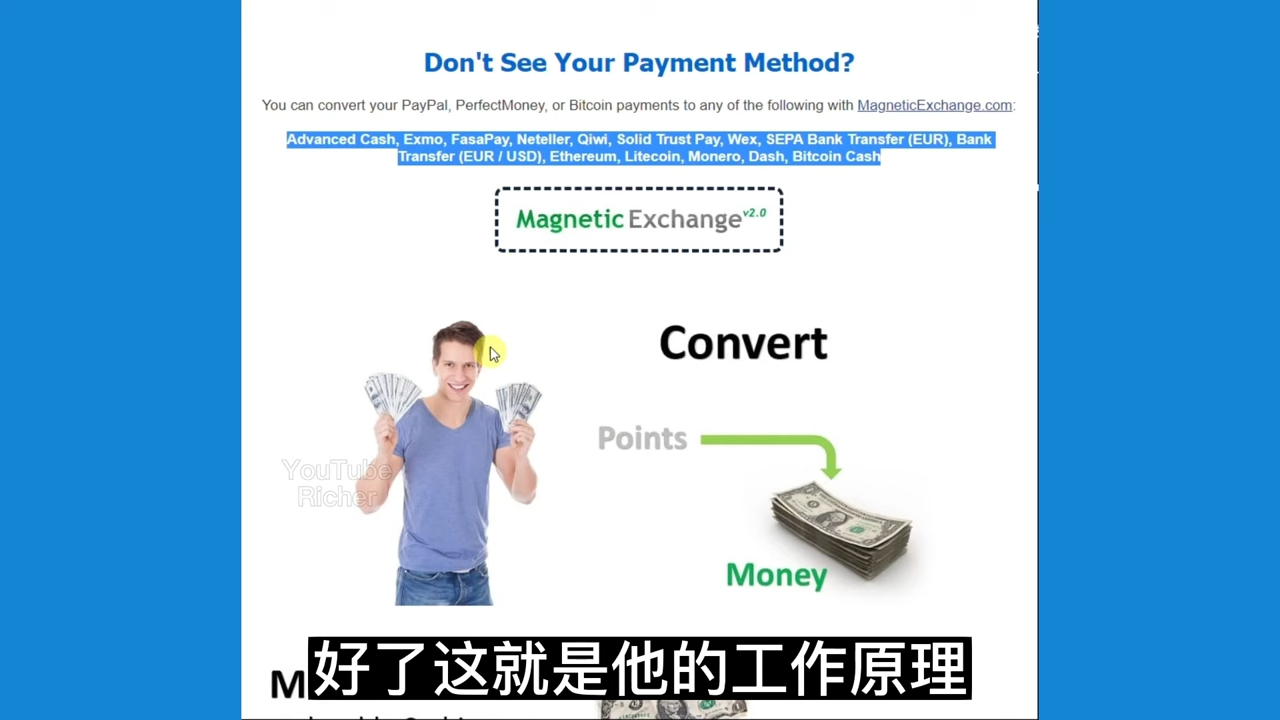 Don't See Your Payment Method?
You can convert your PayPal, PerfectMoney, or Bitcoin payments to any of the following with MagneticExchange.com:
Advanced Cash, Exmo, FasaPay, Neteller, Qiwi, Solid Trust Pay, Wex, SEPA Bank Transfer (EUR), Bank
Transfer (EUR / USD), Ethereum, Litecoin, Monero, Dash, Bitcoin Cash
Magnetic Exchange v2.0
Convert
Points
YouTube
Richer
Money
好了这就是他的工作原理